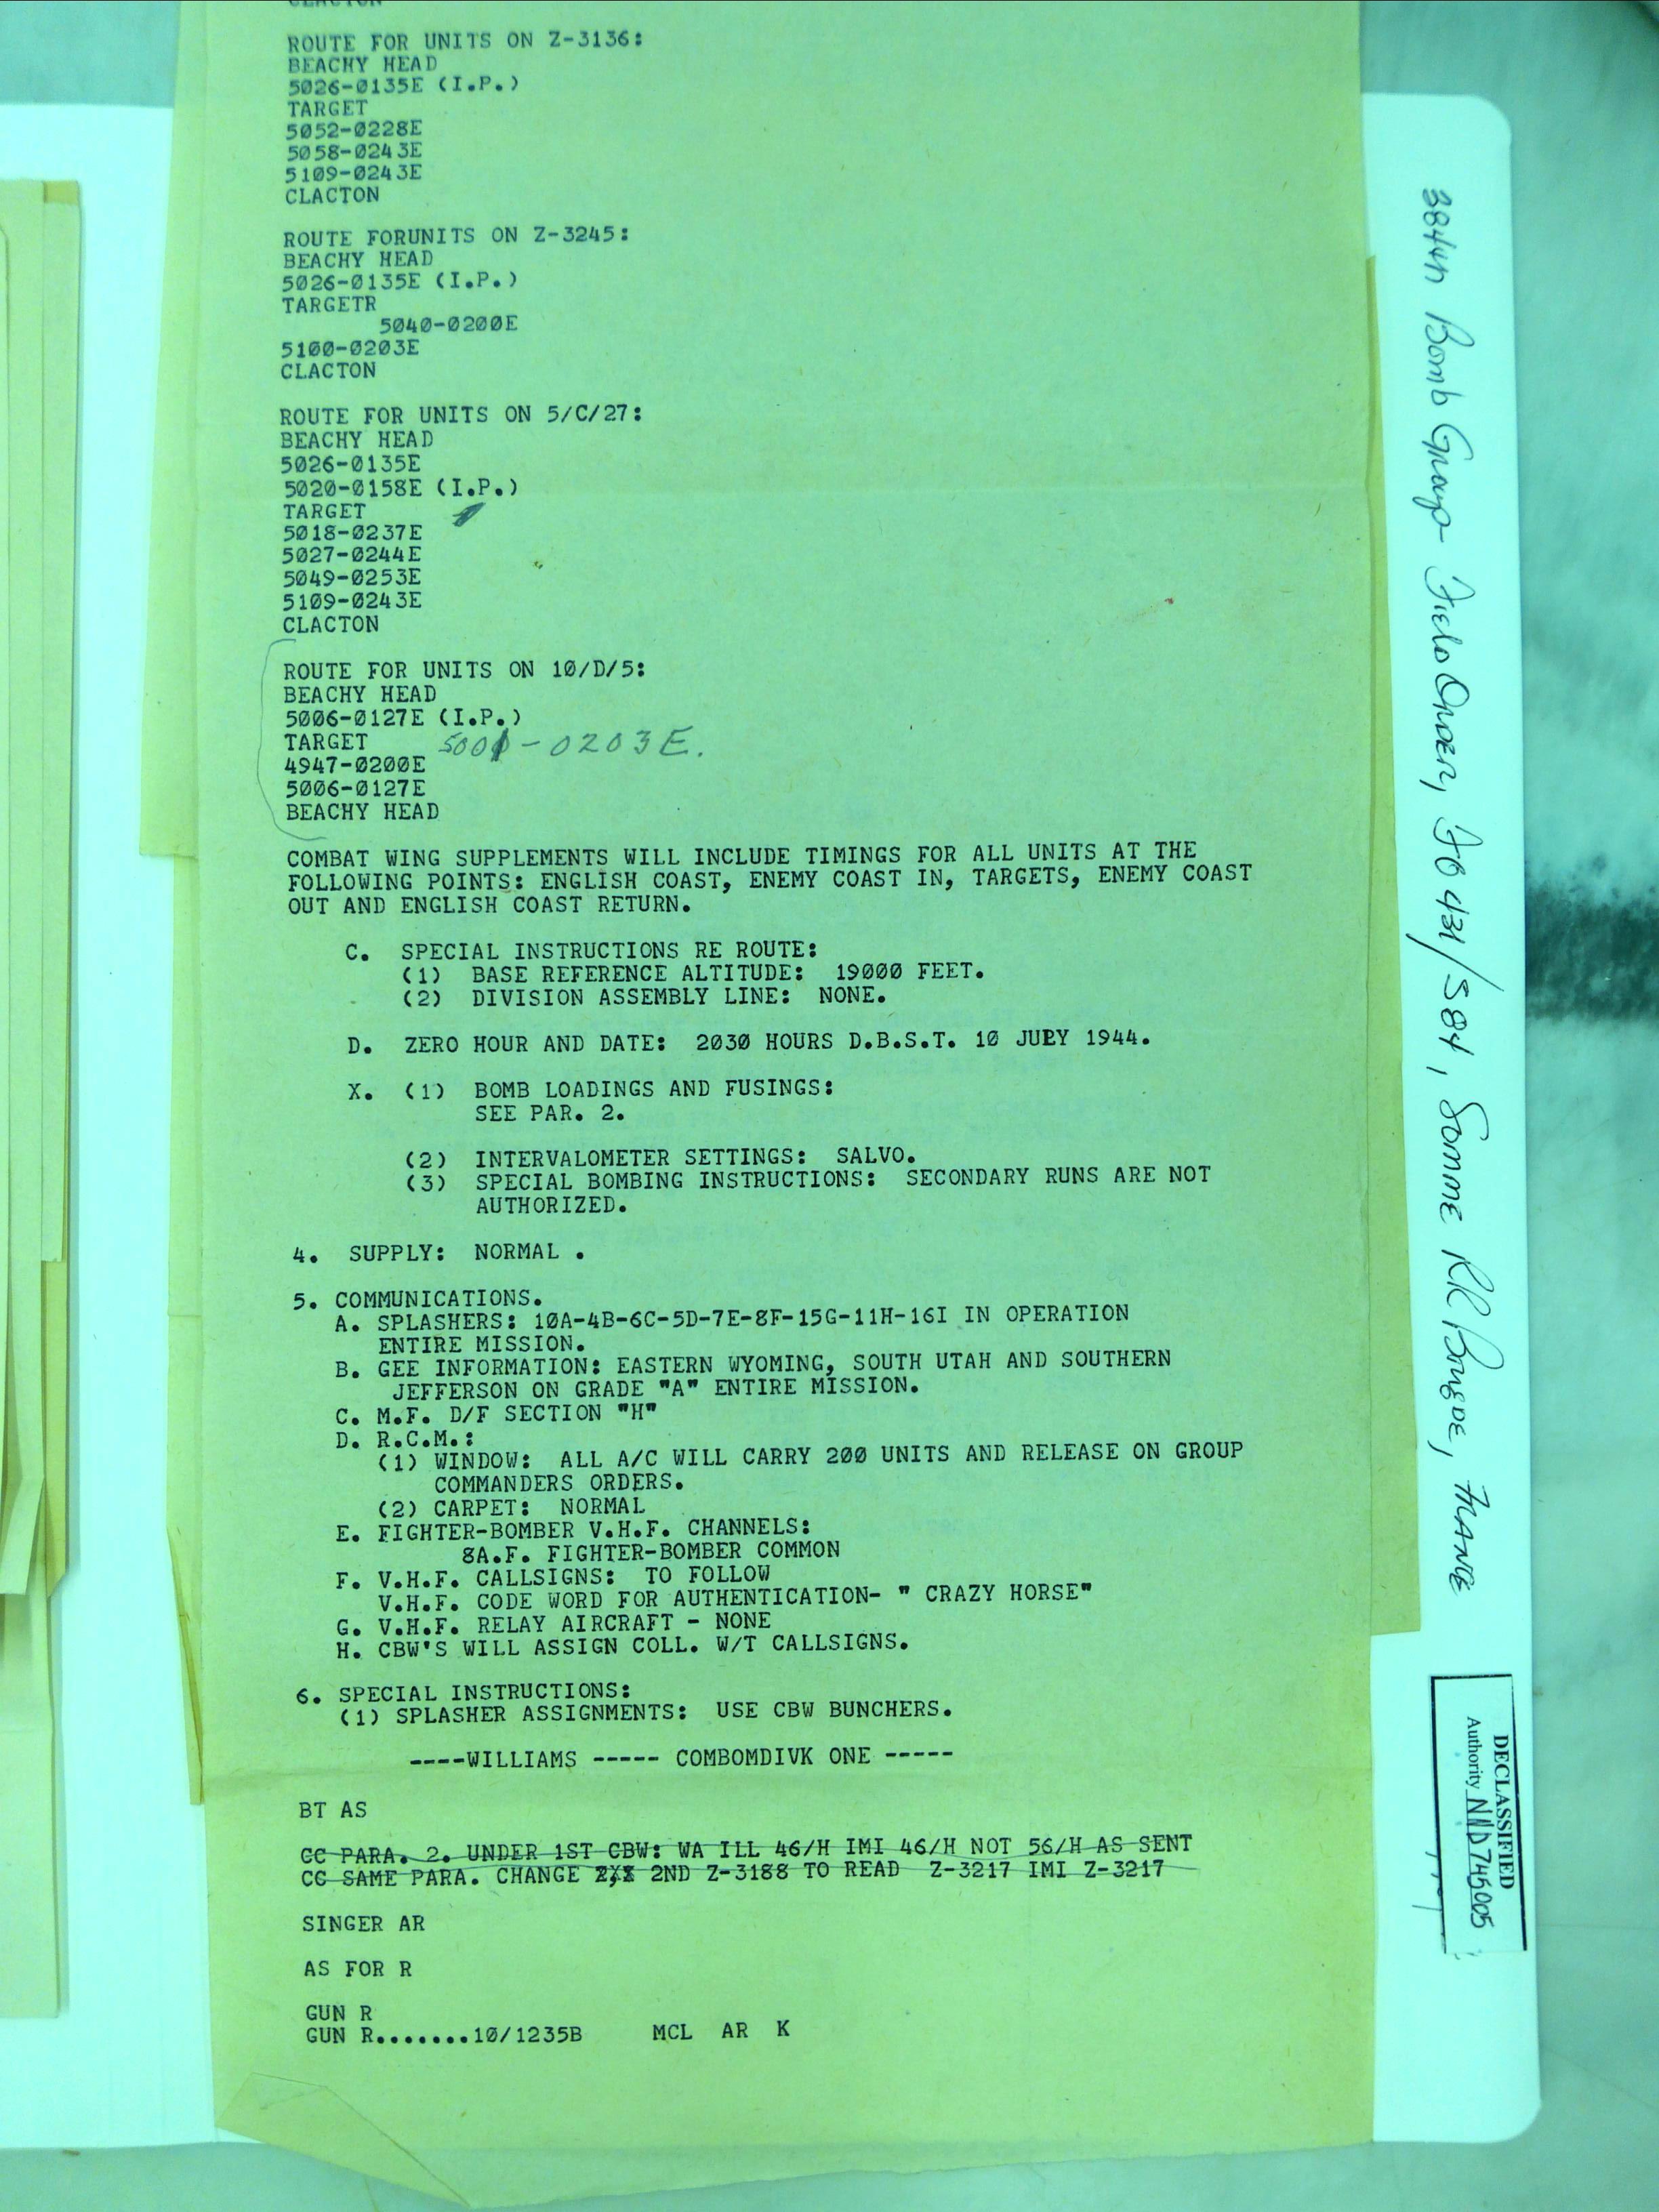 CLACTON
ROUTE FOR UNITS ON Z-3136:
BEACHY HEAD
5026-0135E (I.P.)
TARGET
5052-0228E
5058-0243E
5109-0243E
CLACTON
ROUTE FORUNITS ON Z-3245:
BEACHY HEAD
5026-0135E (I.P.)
TARGETR
5040-0200E
5100-0203E
CLACTON
ROUTE FOR UNITS ON 5/C/27:
BEACHY HEAD
5026-0135E
5020-0158E (I.P.)
TARGET
5018-0237E
5027-0244E
5049-0253E
5109-0243E
CLACTON
ROUTE FOR UNITS ON 10/D/5:
BEACHY HEAD
5006-0127E (I.P.)
TARGET 5001-0203E.
4947-0200E
5006-0127E
BEACHY HEAD
COMBAT WING SUPPLEMENTS WILL INCLUDE TIMINGS FOR ALL UNITS AT THE
FOLLOWING POINTS: ENGLISH COAST, ENEMY COAST IN, TARGETS, ENEMY COAST
OUT AND ENGLISH COAST RETURN.
C. SPECIAL INSTRUCTIONS RE ROUTE:
(1) BASE REFERENCE ALTITUDE: 19000 FEET.
(2) DIVISION ASSEMBLY LINE: NONE.
D. ZERO HOUR AND DATE: 2030 HOURS D.B.S.T. 10 JULY 1944.
X. (1) BOMB LOADINGS AND FUSINGS:
SEE PAR. 2.
(2) INTERVALOMETER SETTINGS: SALVO.
(3) SPECIAL BOMBING INSTRUCTIONS: SECONDARY RUNS ARE NOT
AUTHORIZED.
4. SUPPLY: NORMAL .
5. COMMUNICATIONS.
A. SPLASHERS: 10A-4B-6C-5D-7E-8F-15G-11H-16I IN OPERATION
ENTIRE MISSION.
B. GEE INFORMATION: EASTERN WYOMING, SOUTH UTAH AND SOUTHERN
JEFFERSON ON GRADE "A" ENTIRE MISSION.
C. M.F. D/F SECTION "H"
D. R.C.M.:
(1) WINDOW: ALL A/C WILL CARRY 200 UNITS AND RELEASE ON GROUP
COMMANDERS ORDERS.
(2) CARPET: NORMAL
E. FIGHTER-BOMBER V.H.F. CHANNELS:
8A.F. FIGHTER-BOMBER COMMON
F. V.H.F. CALLSIGNS: TO FOLLOW
V.H.F. CODE WORD FOR AUTHENTICATION- " CRAZY HORSE"
G. V.H.F. RELAY AIRCRAFT - NONE
H. CBW'S WILL ASSIGN COLL. W/T CALLSIGNS.
6. SPECIAL INSTRUCTIONS:
(1) SPLASHER ASSIGNMENTS: USE CBW BUNCHERS.
----WILLIAMS ----- COMBOMDIVK ONE -----
BT AS
CC PARA. 2. UNDER 1ST CBW: WA ILL 46/H IMI 46/H NOT 56/H AS SENT
CC SAME PARA. CHANGE 2ND Z-3188 TO READ Z-3217 IMI Z-3217
SINGER AR
AS FOR R
GUN R
GUN R.......10/1235B MCL AR K
384th Bomb Group Field Order, FO 431/384, Somme RR Bridge, FRANCE
DECLASSIFIED
Authority NND 745005